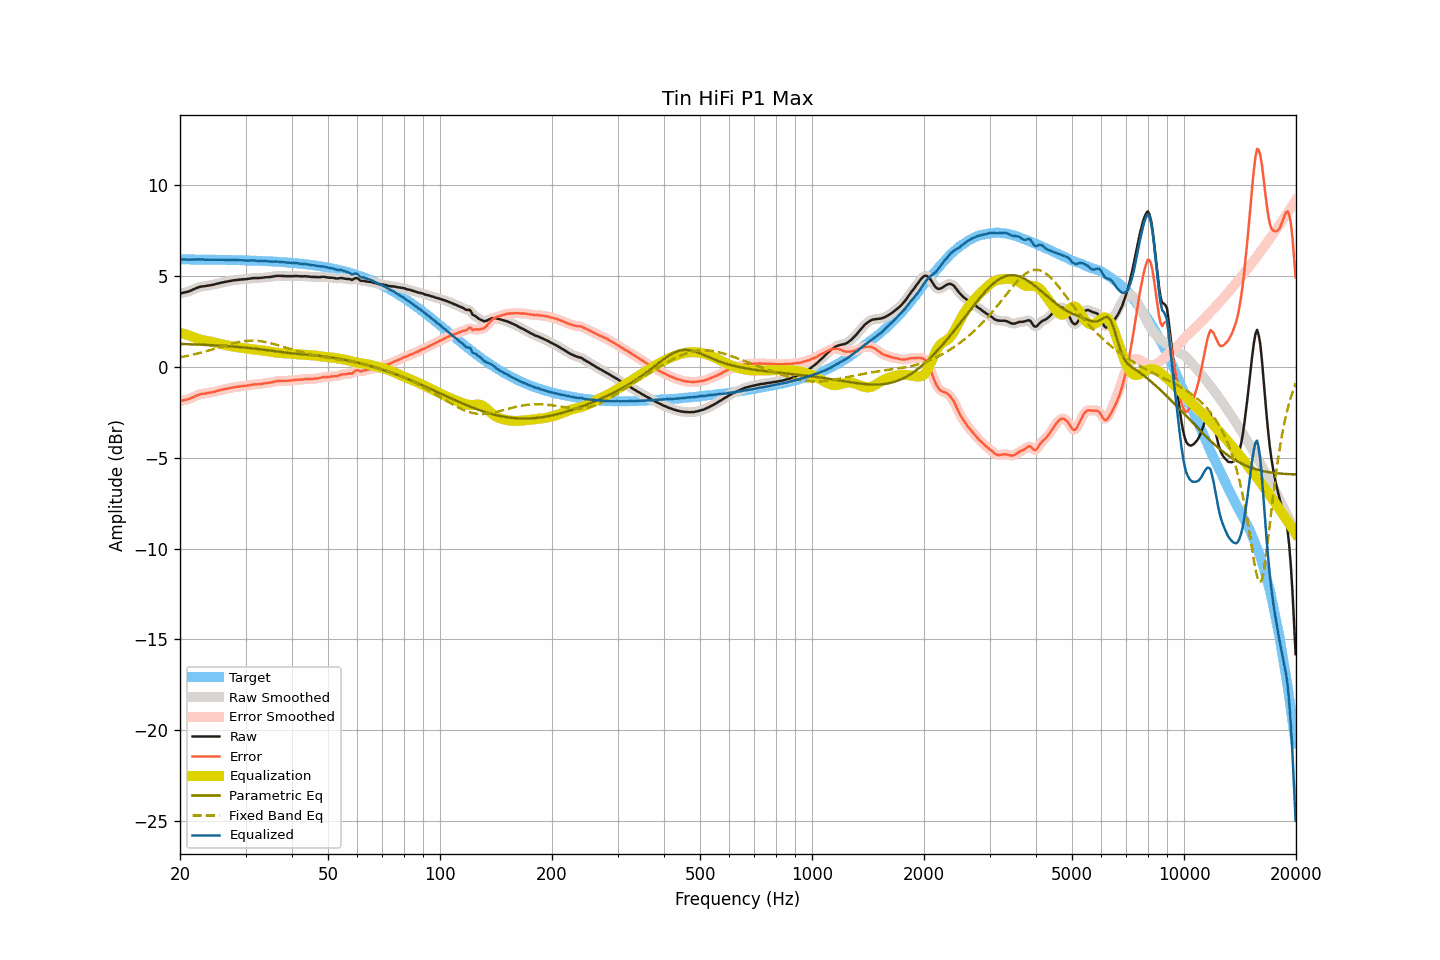 Tin HiFi P1 Max
Amplitude (dBr)
10
5
0
−5
−10
−15
−20
−25
Target
Raw Smoothed
Error Smoothed
Raw
Error
Equalization
Parametric Eq
Fixed Band Eq
Equalized
20 50 100 200 500 1000 2000 5000 10000 20000
Frequency (Hz)